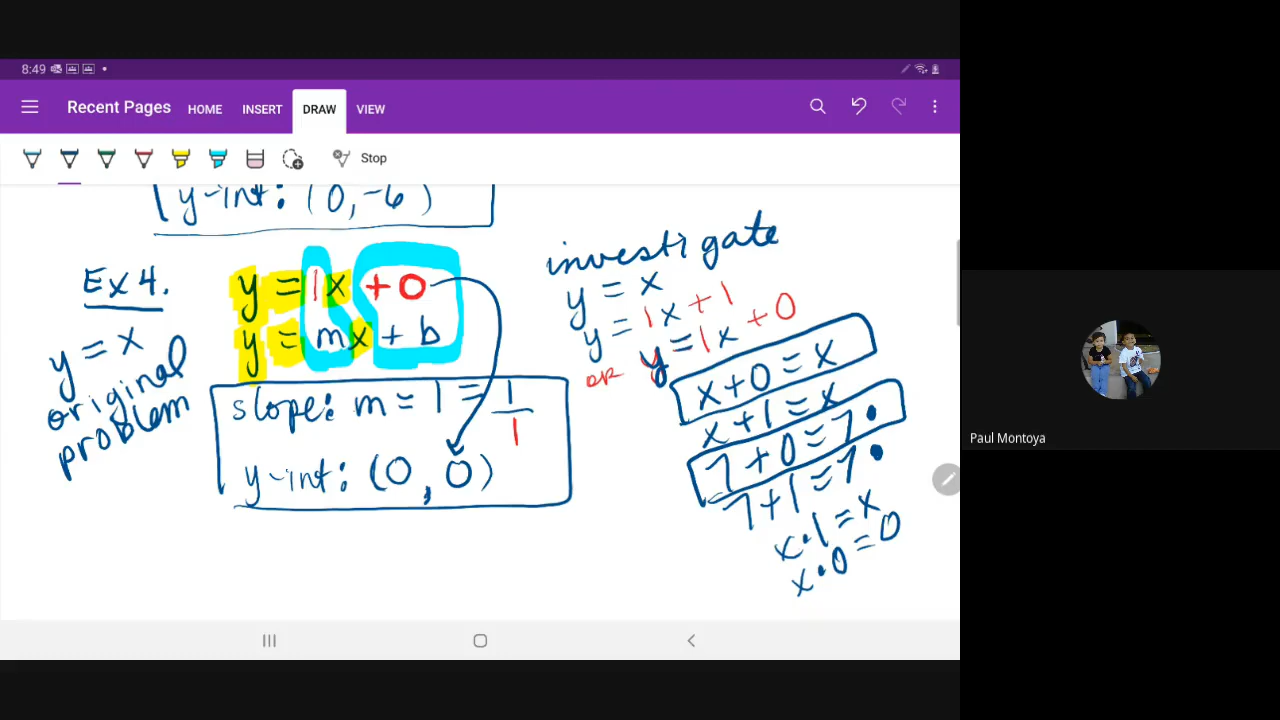 8:49
Recent Pages HOME INSERT DRAW VIEW
Stop
y-int: (0, -6)
Ex 4.
y = x
original
problem
y = 1x + 0
y = mx + b
slope: m = 1 = 1/1
y-int: (0, 0)
investigate
y = x
y = 1x + 1
or y = 1x + 0
x + 0 = x
x + 1 = x
7 + 0 = 7
7 + 1 = 7
x • 1 = x
x • 0 = 0
Paul Montoya